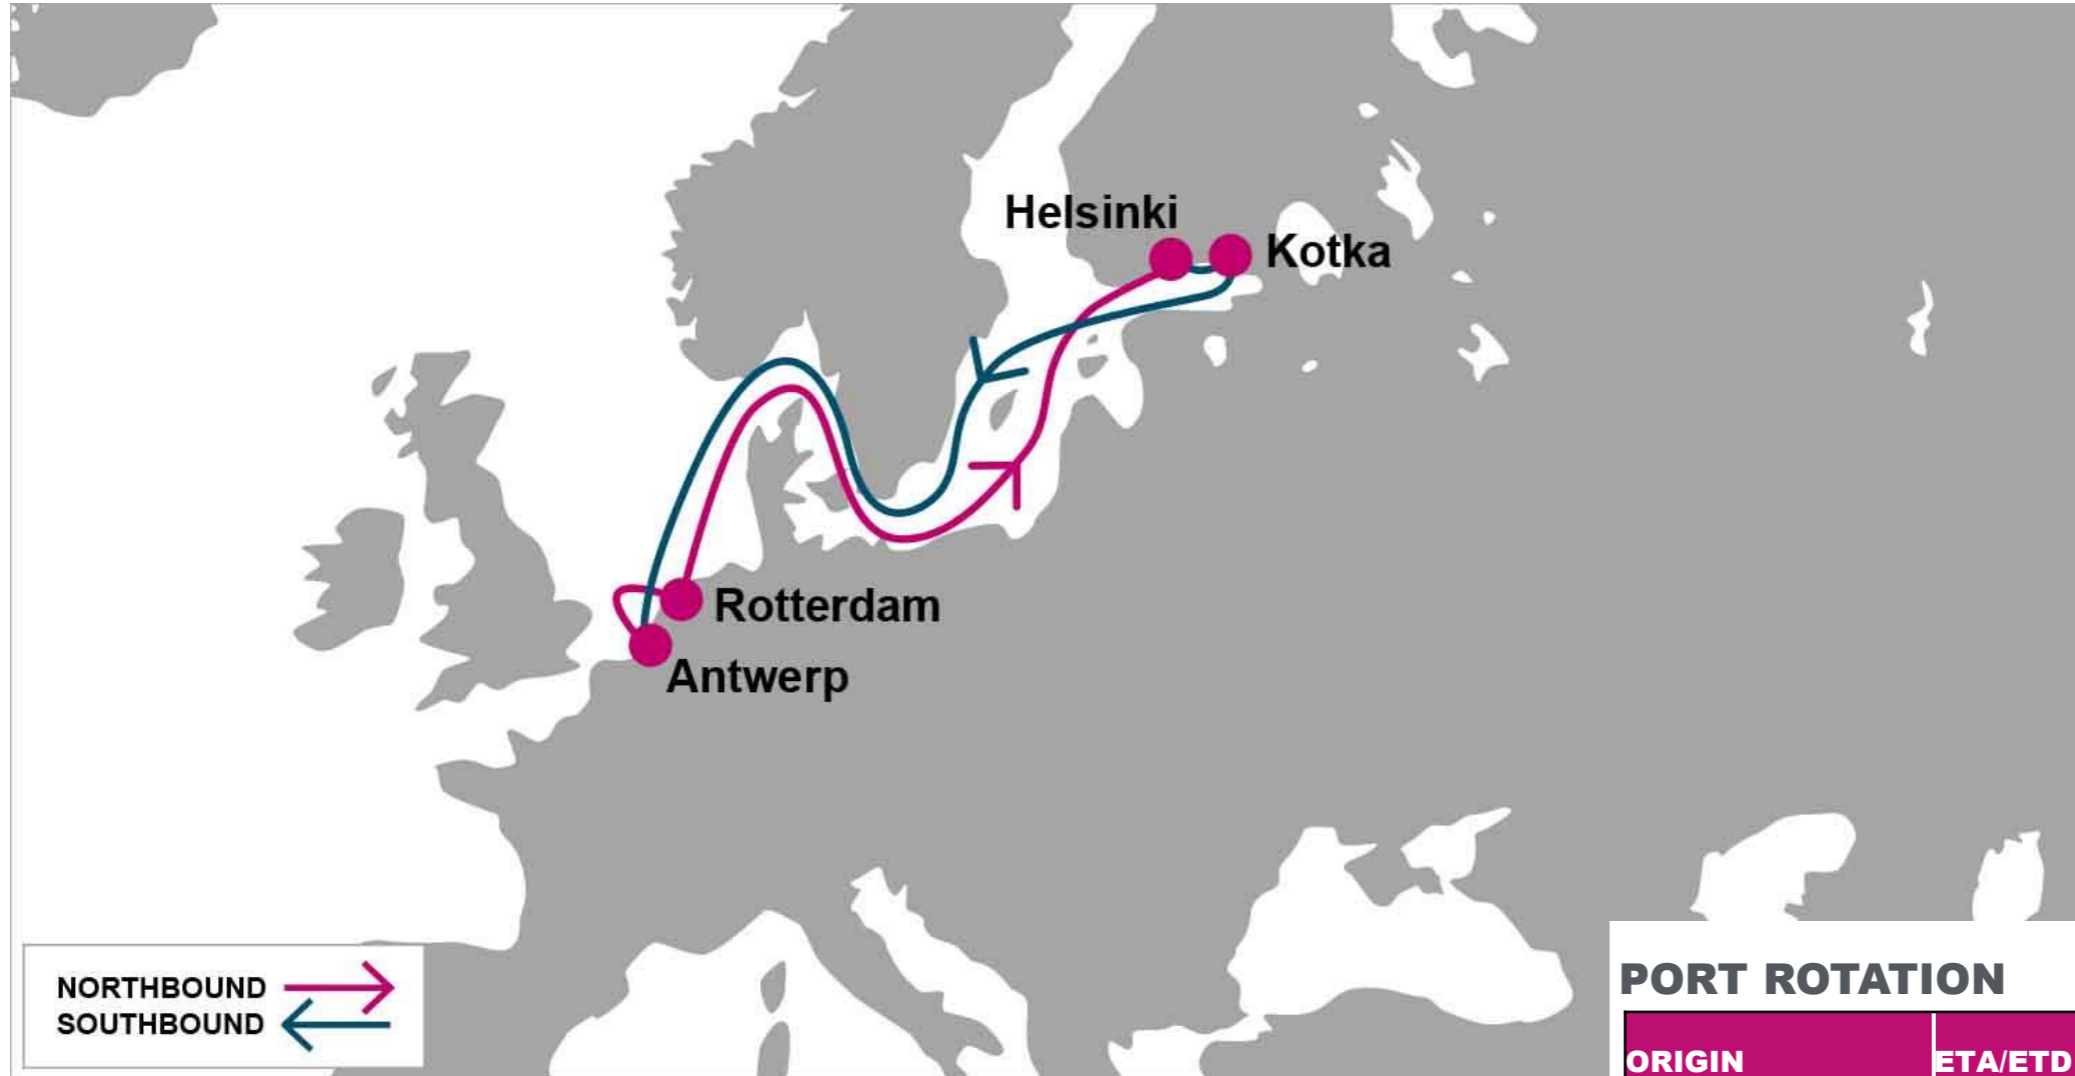 Helsinki
Kotka
Rotterdam
Antwerp
NORTHBOUND
SOUTHBOUND
PORT ROTATION
ORIGIN ETA/ETD